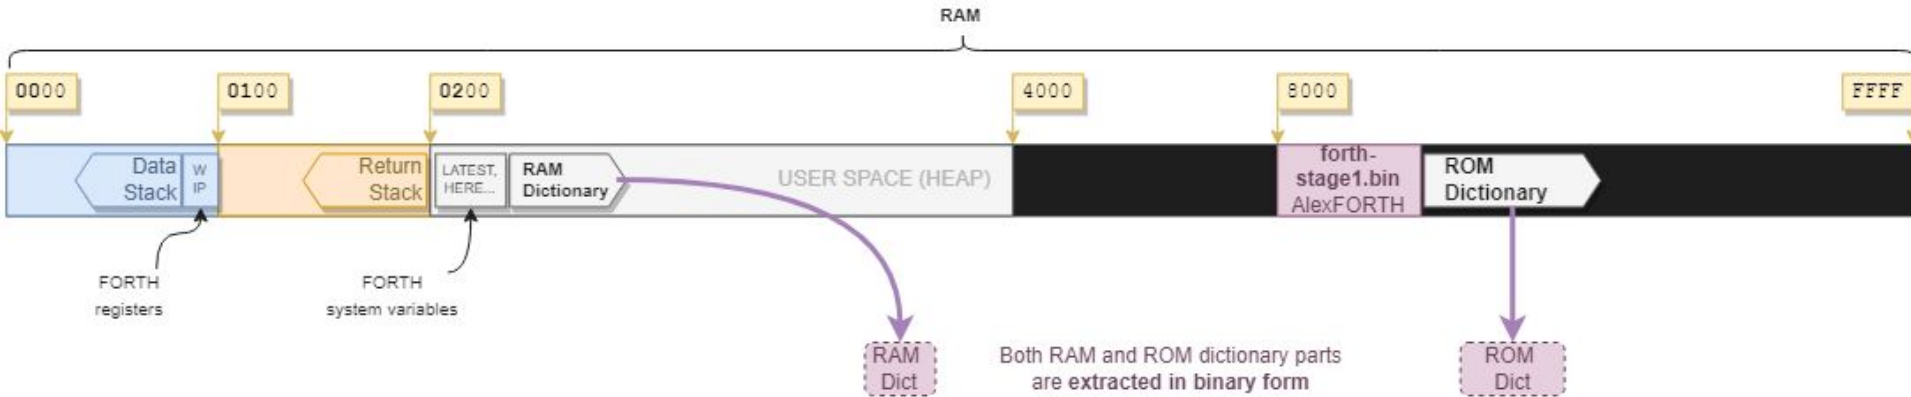 RAM
0000
0100
0200
4000
8000
FFFF
Data
Stack
W
IP
Return
Stack
LATEST,
HERE...
RAM
Dictionary
USER SPACE (HEAP)
forth-
stage1.bin
AlexFORTH
ROM
Dictionary
FORTH
registers
FORTH
system variables
RAM
Dict
Both RAM and ROM dictionary parts
are extracted in binary form
ROM
Dict